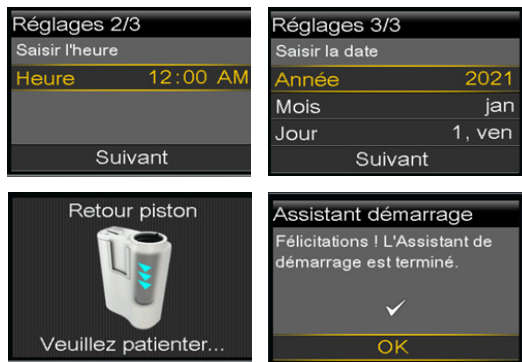 Réglages 2/3
Saisir l'heure
Heure 12:00 AM
Suivant
Réglages 3/3
Saisir la date
Année 2021
Mois jan
Jour 1, ven
Suivant
Retour piston
Veuillez patienter...
Assistant démarrage
Félicitations ! L'Assistant de
démarrage est terminé.
OK